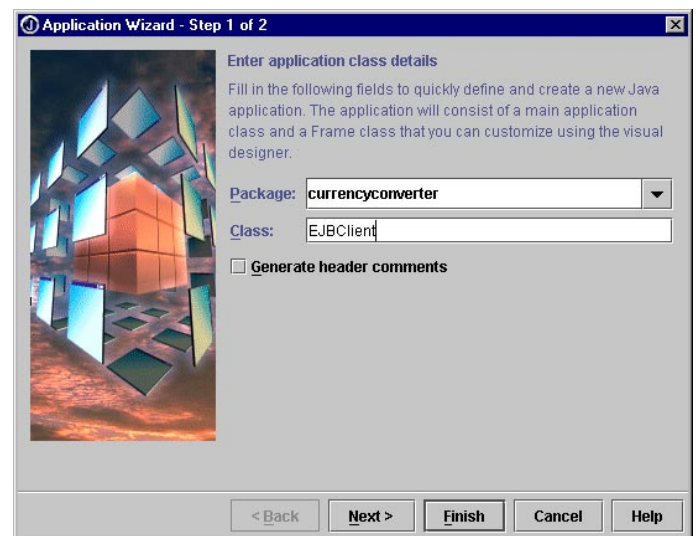 Application Wizard - Step 1 of 2
Enter application class details
Fill in the following fields to quickly define and create a new Java
application. The application will consist of a main application
class and a Frame class that you can customize using the visual
designer.
Package: currencyconverter
Class: EJBClient
Generate header comments
< Back Next > Finish Cancel Help